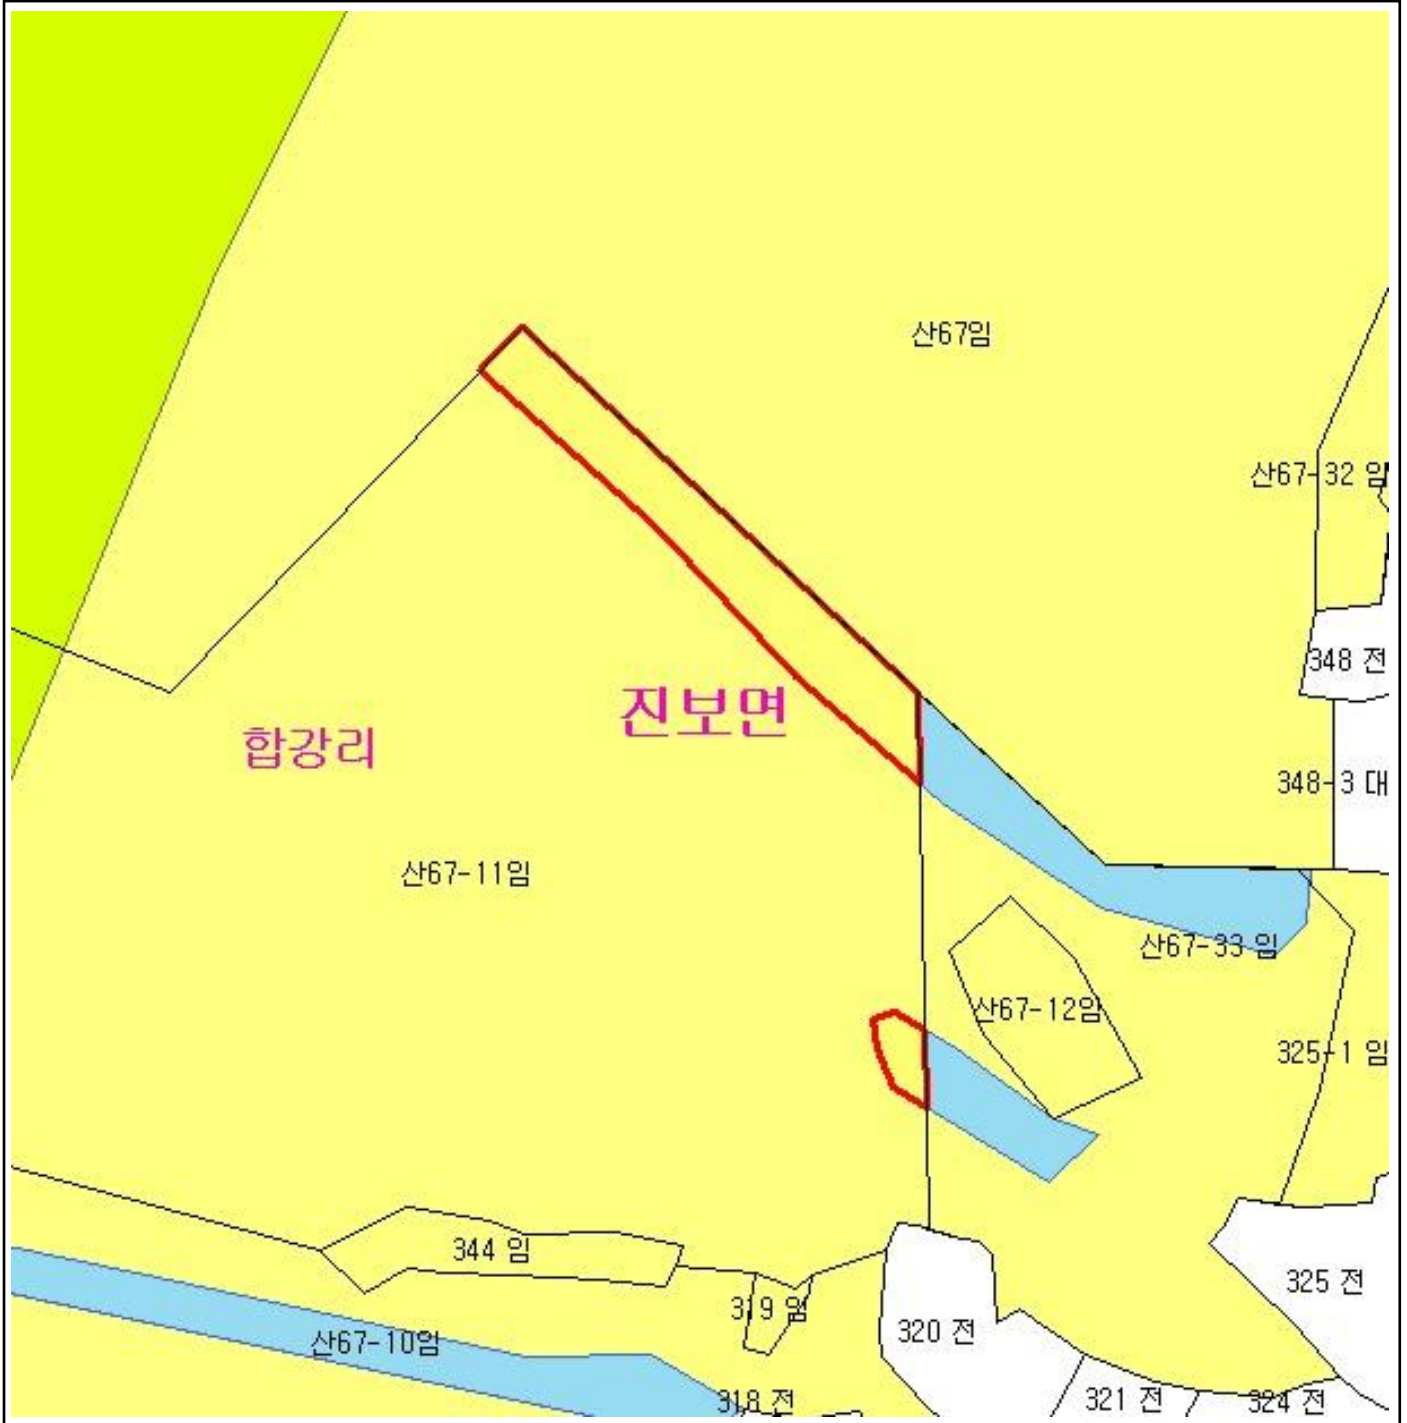 산67임
산67-32 임
348 전
진보면
합강리
348-3 대
산67-11임
산67-33 임
산67-12임
325-1 임
344 임
325 전
319 임
320 전
산67-10임
318 전
321 전
324 전